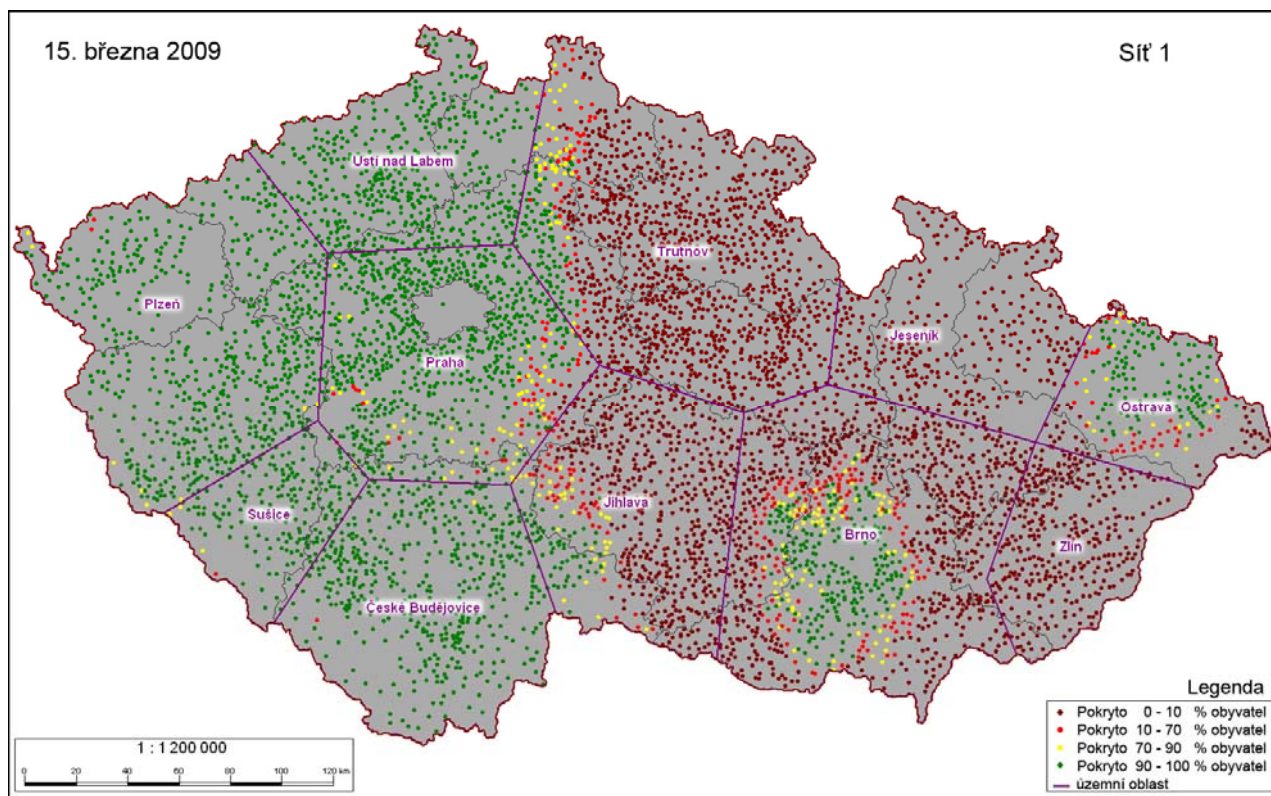 15. března 2009
Síť 1
Ústí nad Labem
Trutnov
Plzeň
Jeseník
Praha
Ostrava
Sušice
Jihlava
Brno
Zlín
České Budějovice
Legenda
Pokryto 0 - 10 % obyvatel
Pokryto 10 - 70 % obyvatel
Pokryto 70 - 90 % obyvatel
Pokryto 90 - 100 % obyvatel
územní oblast
1 : 1 200 000
0 20 40 60 80 100 120 km